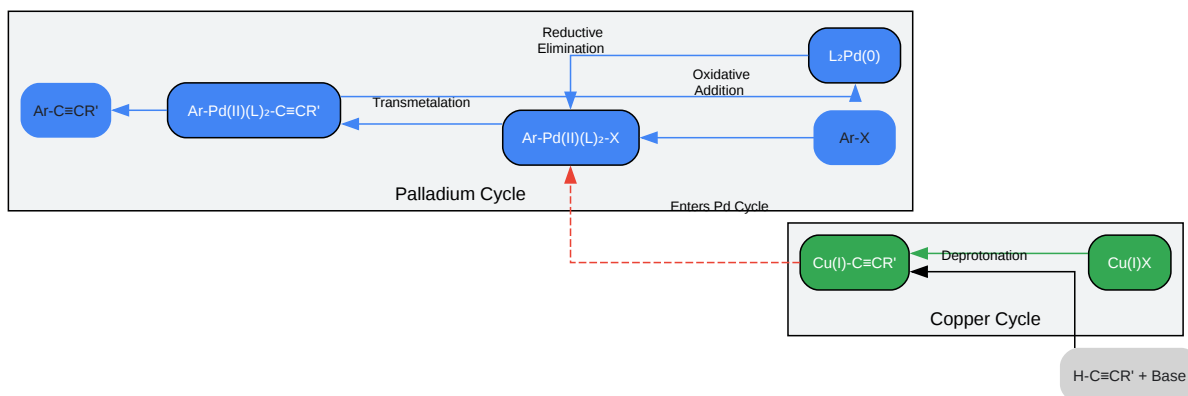 Reductive
Elimination
L₂Pd(0)
Oxidative
Addition
Ar-C≡CR'
Ar-Pd(II)(L)₂-C≡CR'
Transmetalation
Ar-Pd(II)(L)₂-X
Ar-X
Palladium Cycle
Enters Pd Cycle
Cu(I)-C≡CR'
Deprotonation
Cu(I)X
Copper Cycle
H-C≡CR' + Base